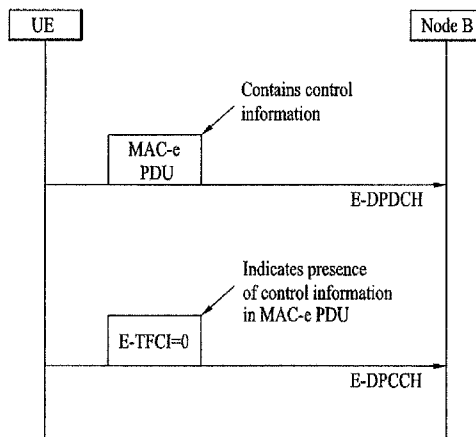 UE
Node B
Contains control
information
MAC-e
PDU
E-DPDCH
Indicates presence
of control information
in MAC-e PDU
E-TFCI=0
E-DPCCH